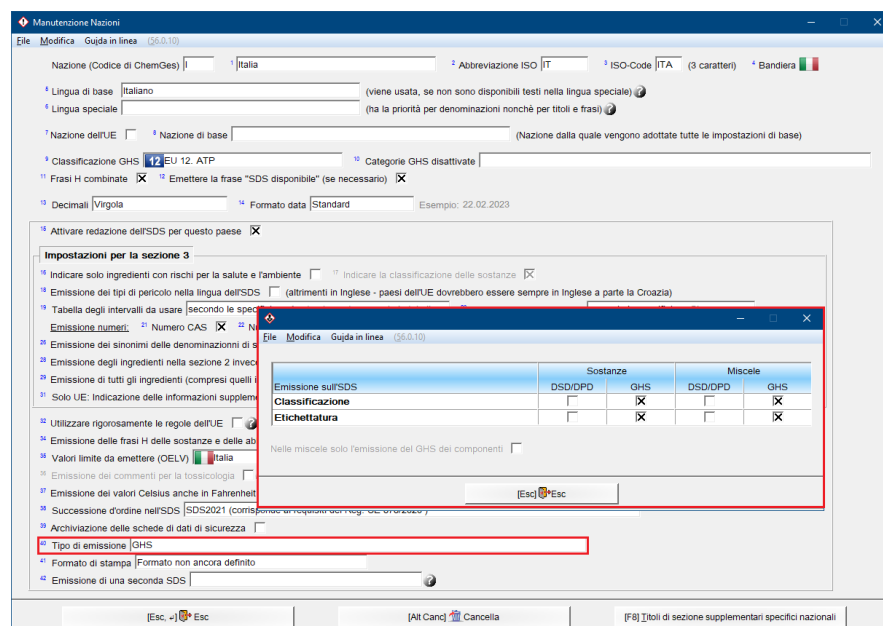 Manutenzione Nazioni
File Modifica Guida in linea (§6.0.10)
Nazione (Codice di ChemGes) I 1 Italia 2 Abbreviazione ISO IT 3 ISO-Code ITA (3 caratteri) 4 Bandiera
5 Lingua di base Italiano (viene usata, se non sono disponibili testi nella lingua speciale)
6 Lingua speciale (ha la priorità per denominazioni nonchè per titoli e frasi)
7 Nazione dell'UE 8 Nazione di base (Nazione dalla quale vengono adottate tutte le impostazioni di base)
9 Classificazione GHS 12 EU 12. ATP 10 Categorie GHS disattivate
11 Frasi H combinate 12 Emettere la frase "SDS disponibile" (se necessario)
13 Decimali Virgola 14 Formato data Standard Esempio: 22.02.2023
15 Attivare redazione dell'SDS per questo paese
Impostazioni per la sezione 3
16 Indicare solo ingredienti con rischi per la salute e l'ambiente 17 Indicare la classificazione delle sostanze
18 Emissione dei tipi di pericolo nella lingua dell'SDS (altrimenti in Inglese - paesi dell'UE dovrebbero essere sempre in Inglese a parte la Croazia)
19 Tabella degli intervalli da usare secondo le
Emissione numeri: 21 Numero CAS 22
Emissione dei sinonimi delle denominazionni di
28 Emissione degli ingredienti nella sezione 2
29 Emissione di tutti gli ingredienti (compresi quelli
31 Solo UE: Indicazione delle informazioni
32 Utilizzare rigorosamente le regole dell'UE
34 Emissione delle frasi H delle sostanze e delle
35 Valori limite da emettere (OELV) Italia
36 Emissione dei commenti per la tossicologia
37 Emissione dei valori Celsius anche in Fahrenheit
38 Successione d'ordine nell'SDS SDS2021
39 Archiviazione delle schede di dati di sicurezza
40 Tipo di emissione GHS
41 Formato di stampa Formato non ancora definito
42 Emissione di una seconda SDS
[Esc, ↵] Esc [Alt Canc] Cancella [F8] Titoli di sezione supplementari specifici nazionali
File Modifica Guida in linea (§6.0.10)
Sostanze Miscele
Emissione sull'SDS DSD/DPD GHS DSD/DPD GHS
Classificazione
Etichettatura
Nelle miscele solo l'emissione del GHS dei componenti
[Esc] Esc